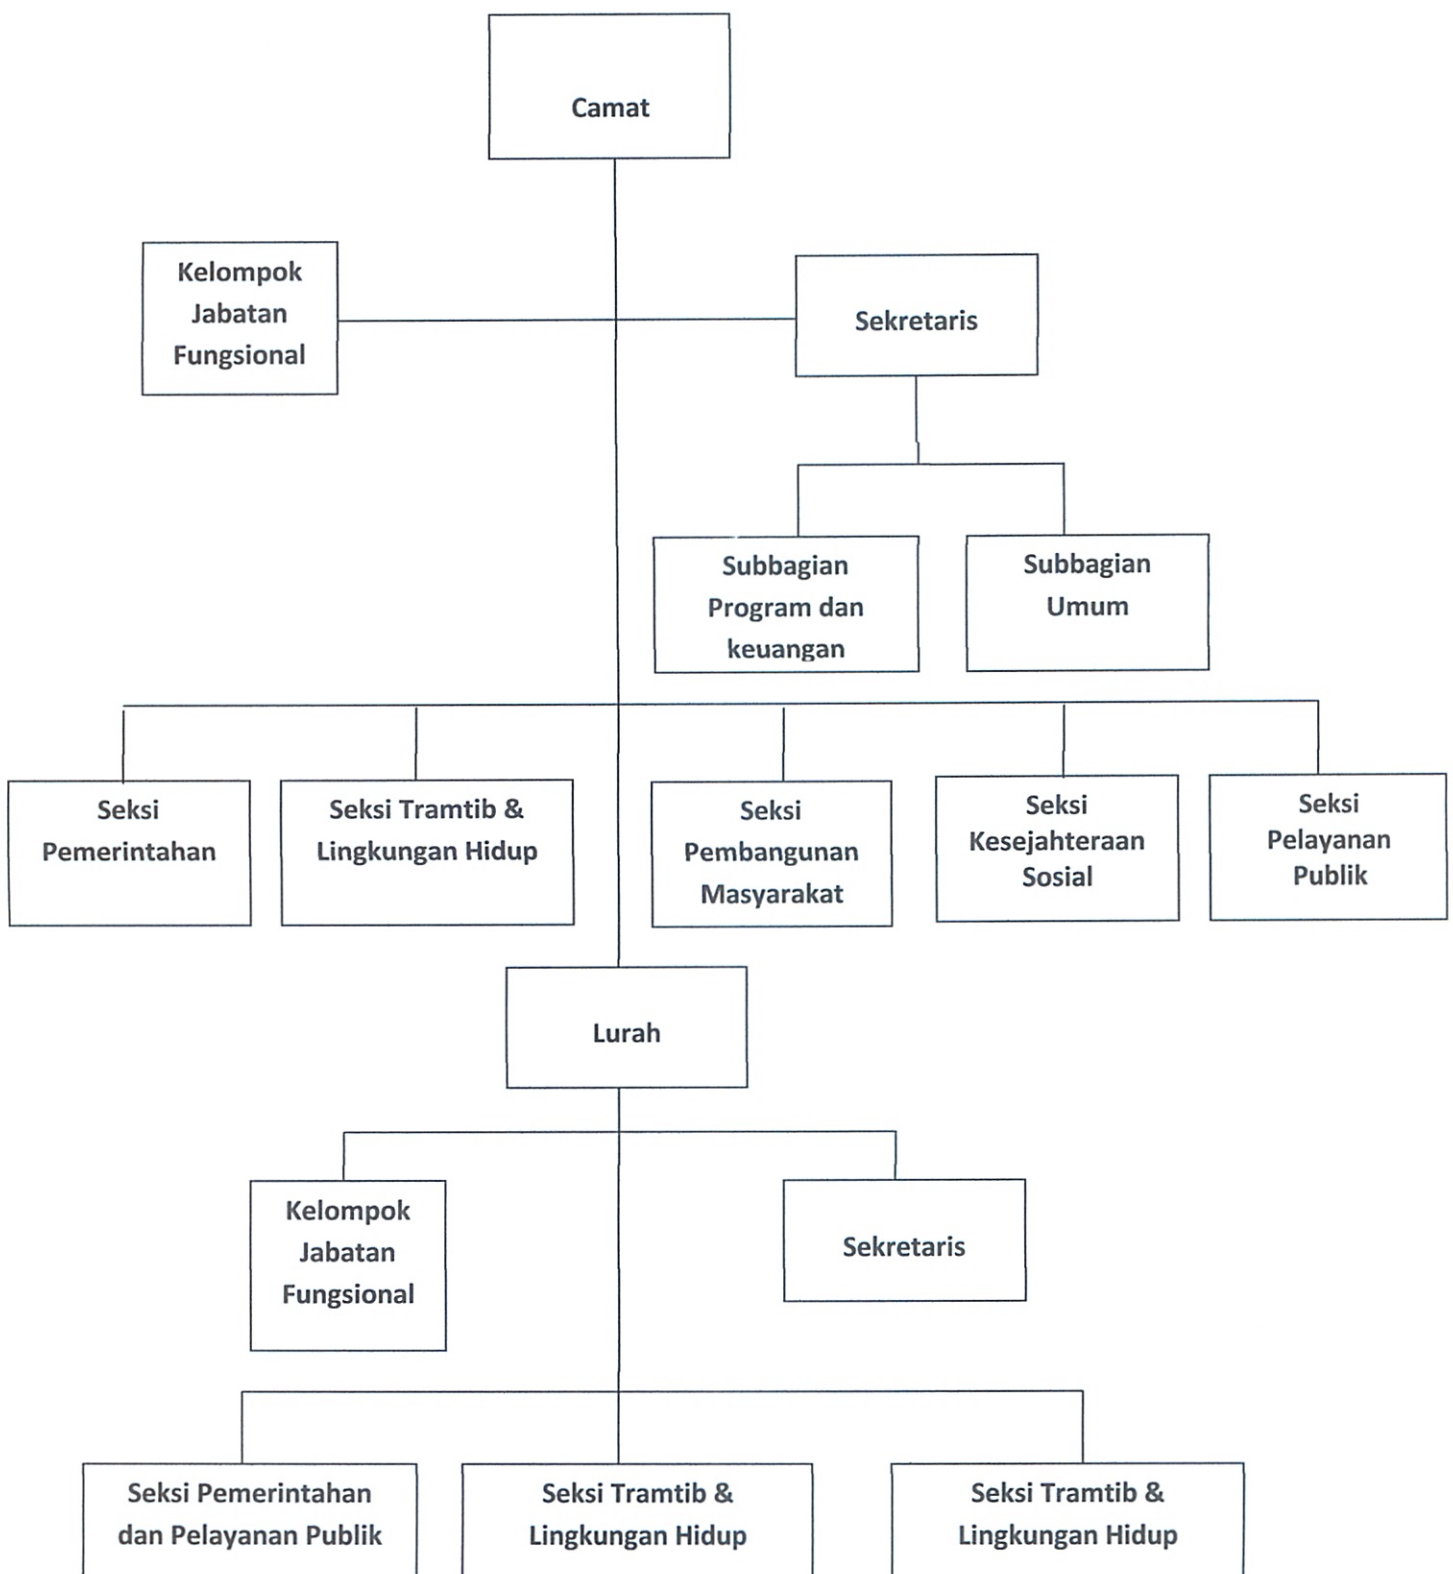 Camat
Kelompok
Jabatan
Fungsional
Sekretaris
Subbagian
Program dan
keuangan
Subbagian
Umum
Seksi
Pemerintahan
Seksi Tramtib &
Lingkungan Hidup
Seksi
Pembangunan
Masyarakat
Seksi
Kesejahteraan
Sosial
Seksi
Pelayanan
Publik
Lurah
Kelompok
Jabatan
Fungsional
Sekretaris
Seksi Pemerintahan
dan Pelayanan Publik
Seksi Tramtib &
Lingkungan Hidup
Seksi Tramtib &
Lingkungan Hidup